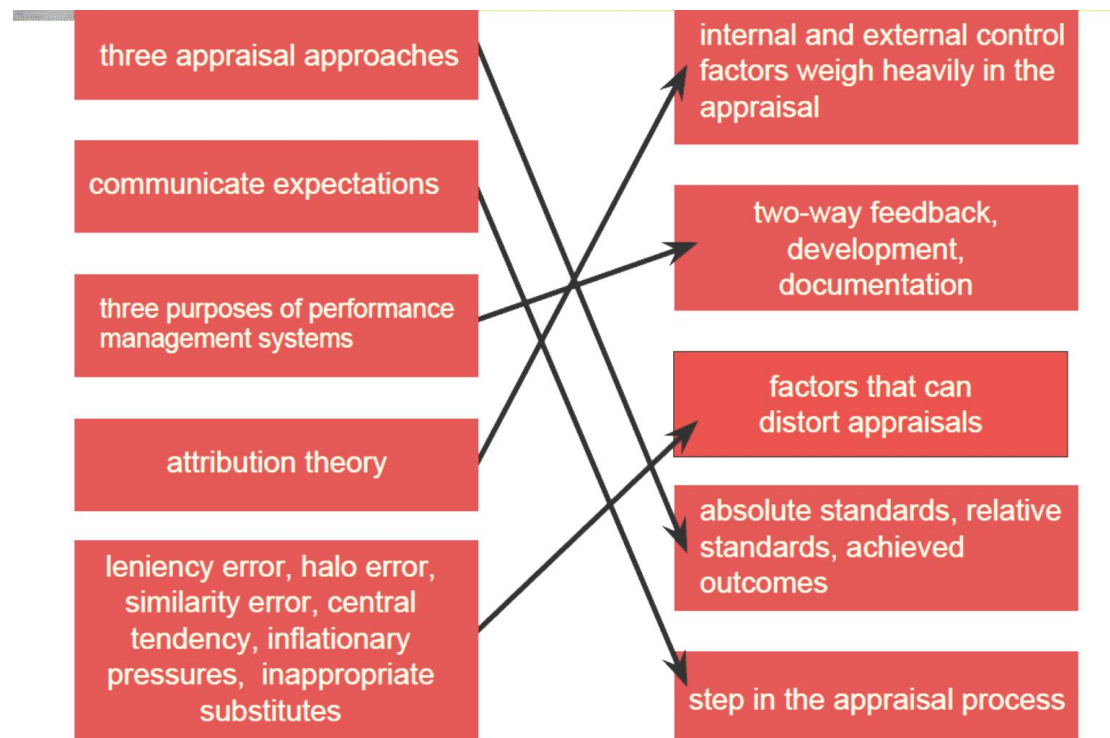 three appraisal approaches
communicate expectations
three purposes of performance
management systems
attribution theory
leniency error, halo error,
similarity error, central
tendency, inflationary
pressures,  inappropriate
substitutes
internal and external control
factors weigh heavily in the
appraisal
two-way feedback,
development,
documentation
factors that can
distort appraisals
absolute standards, relative
standards, achieved
outcomes
step in the appraisal process